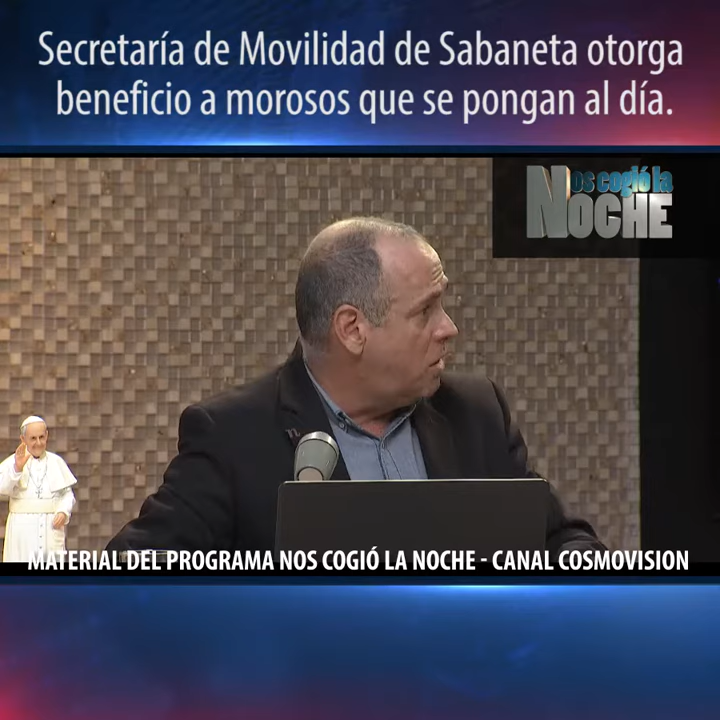 Secretaría de Movilidad de Sabaneta otorga
beneficio a morosos que se pongan al día.
Nos cogió la
NOCHE
MATERIAL DEL PROGRAMA NOS COGIÓ LA NOCHE - CANAL COSMOVISION